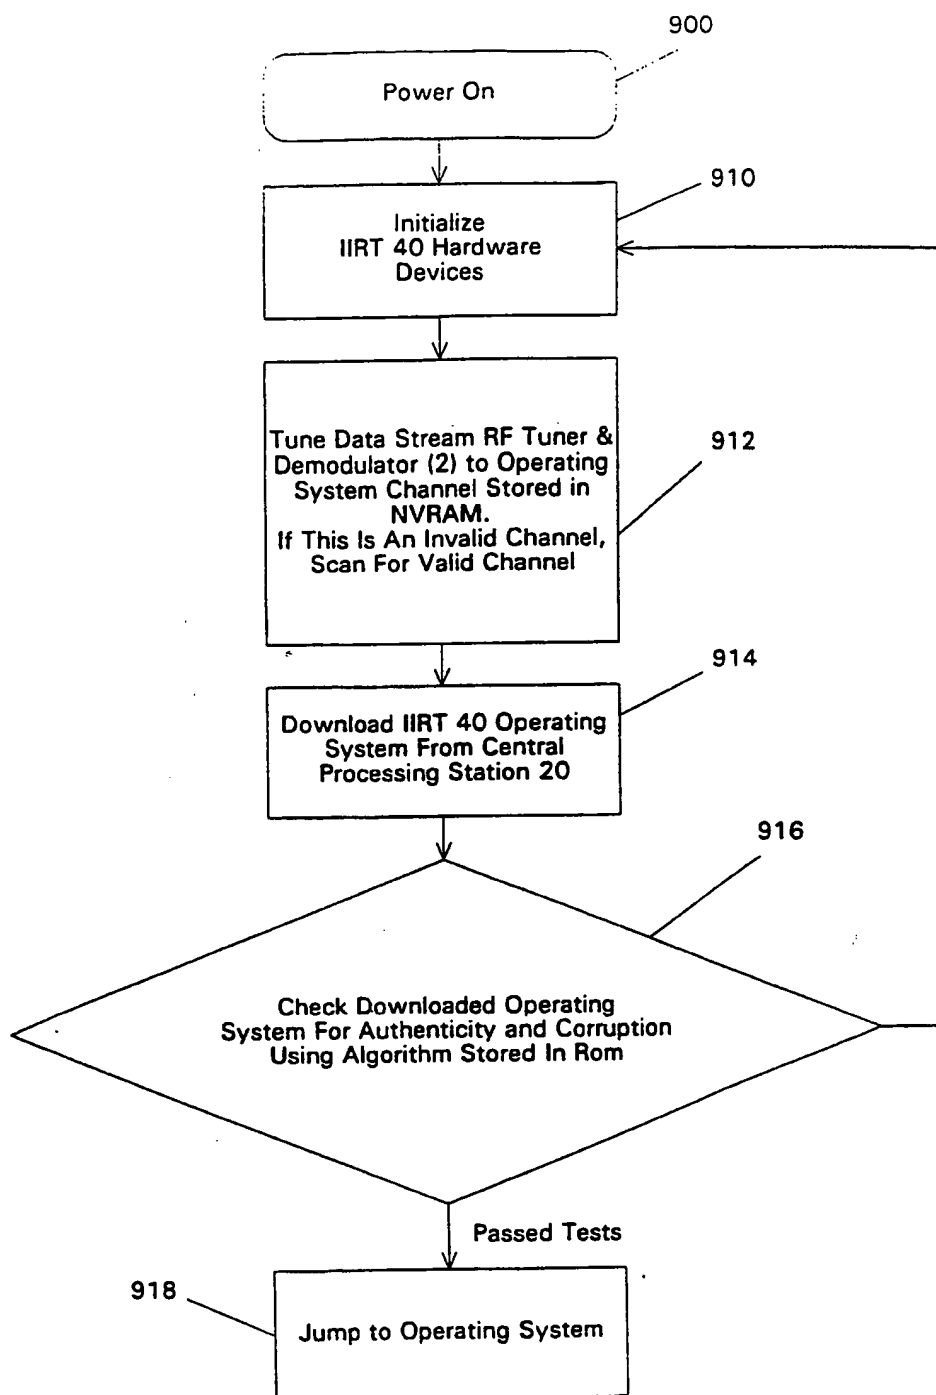 900
Power On
910
Initialize
IIRT 40 Hardware
Devices
Tune Data Stream RF Tuner &
Demodulator (2) to Operating
System Channel Stored in
NVRAM.
If This Is An Invalid Channel,
Scan For Valid Channel
912
914
Download IIRT 40 Operating
System From Central
Processing Station 20
916
Check Downloaded Operating
System For Authenticity and Corruption
Using Algorithm Stored In Rom
Passed Tests
918
Jump to Operating System